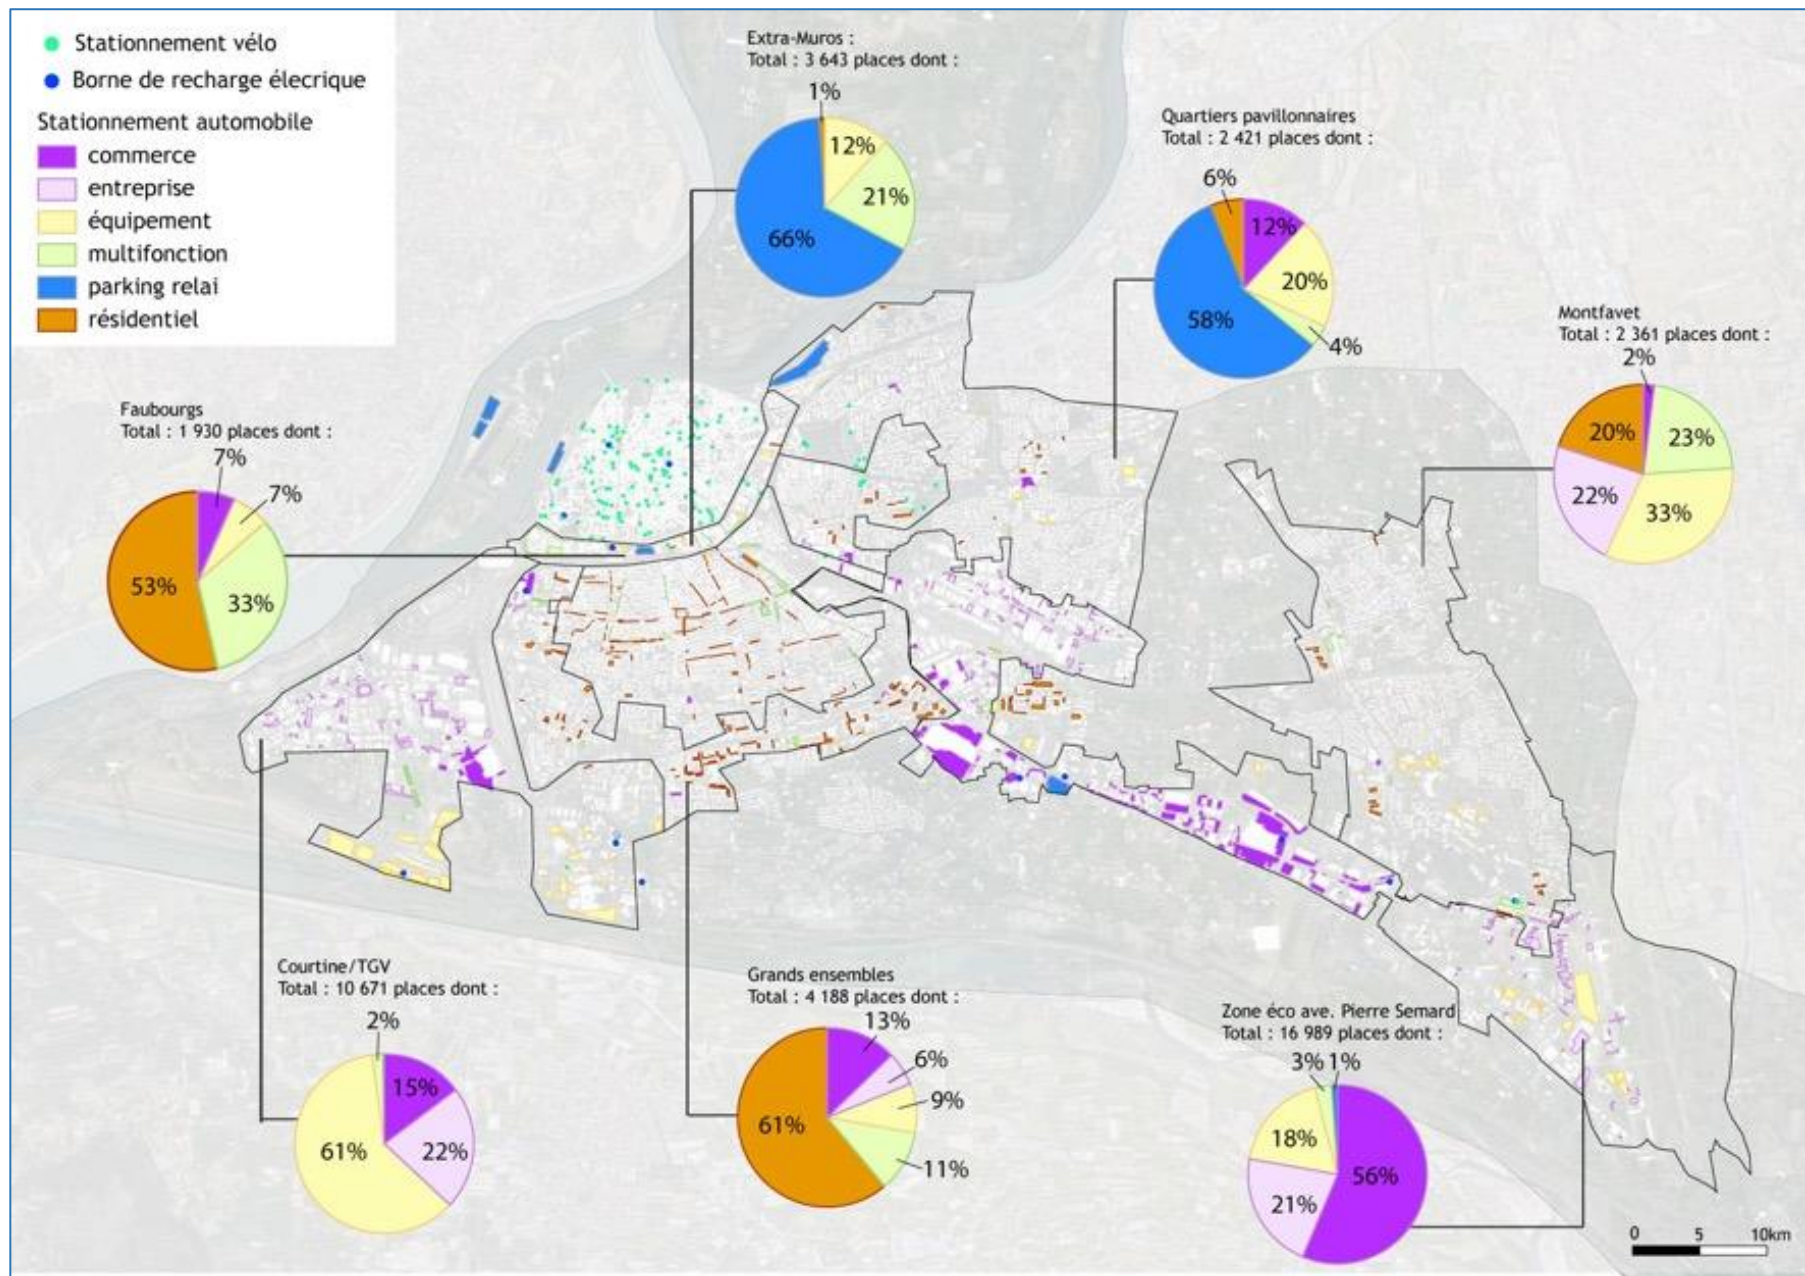 Stationnement vélo
Borne de recharge élecrique
Stationnement automobile
commerce
entreprise
équipement
multifonction
parking relai
résidentiel
Extra-Muros :
Total : 3 643 places dont :
1%
12%
21%
66%
Quartiers pavillonnaires
Total : 2 421 places dont :
6%
12%
20%
58%
4%
Montfavet
Total : 2 361 places dont :
2%
20%
23%
22%
33%
Faubourgs
Total : 1 930 places dont :
7%
7%
53%
33%
Courtine/TGV
Total : 10 671 places dont :
2%
15%
61%
22%
Grands ensembles
Total : 4 188 places dont :
13%
6%
9%
61%
11%
Zone éco ave. Pierre Semard
Total : 16 989 places dont :
3% 1%
18%
56%
21%
0 5 10km